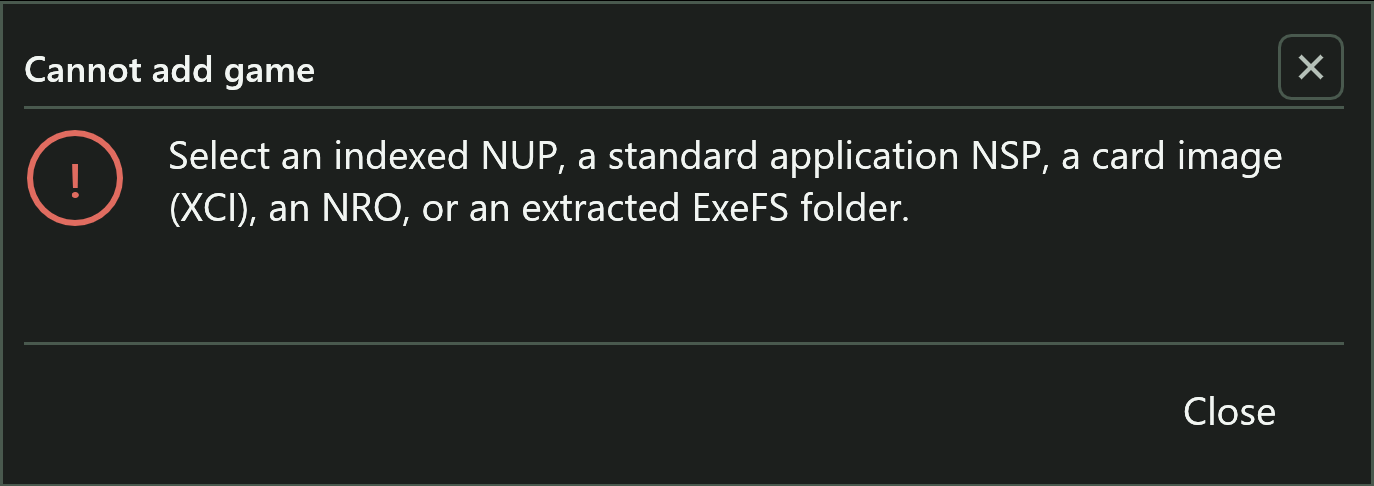 Cannot add game
Select an indexed NUP, a standard application NSP, a card image
(XCI), an NRO, or an extracted ExeFS folder.
Close